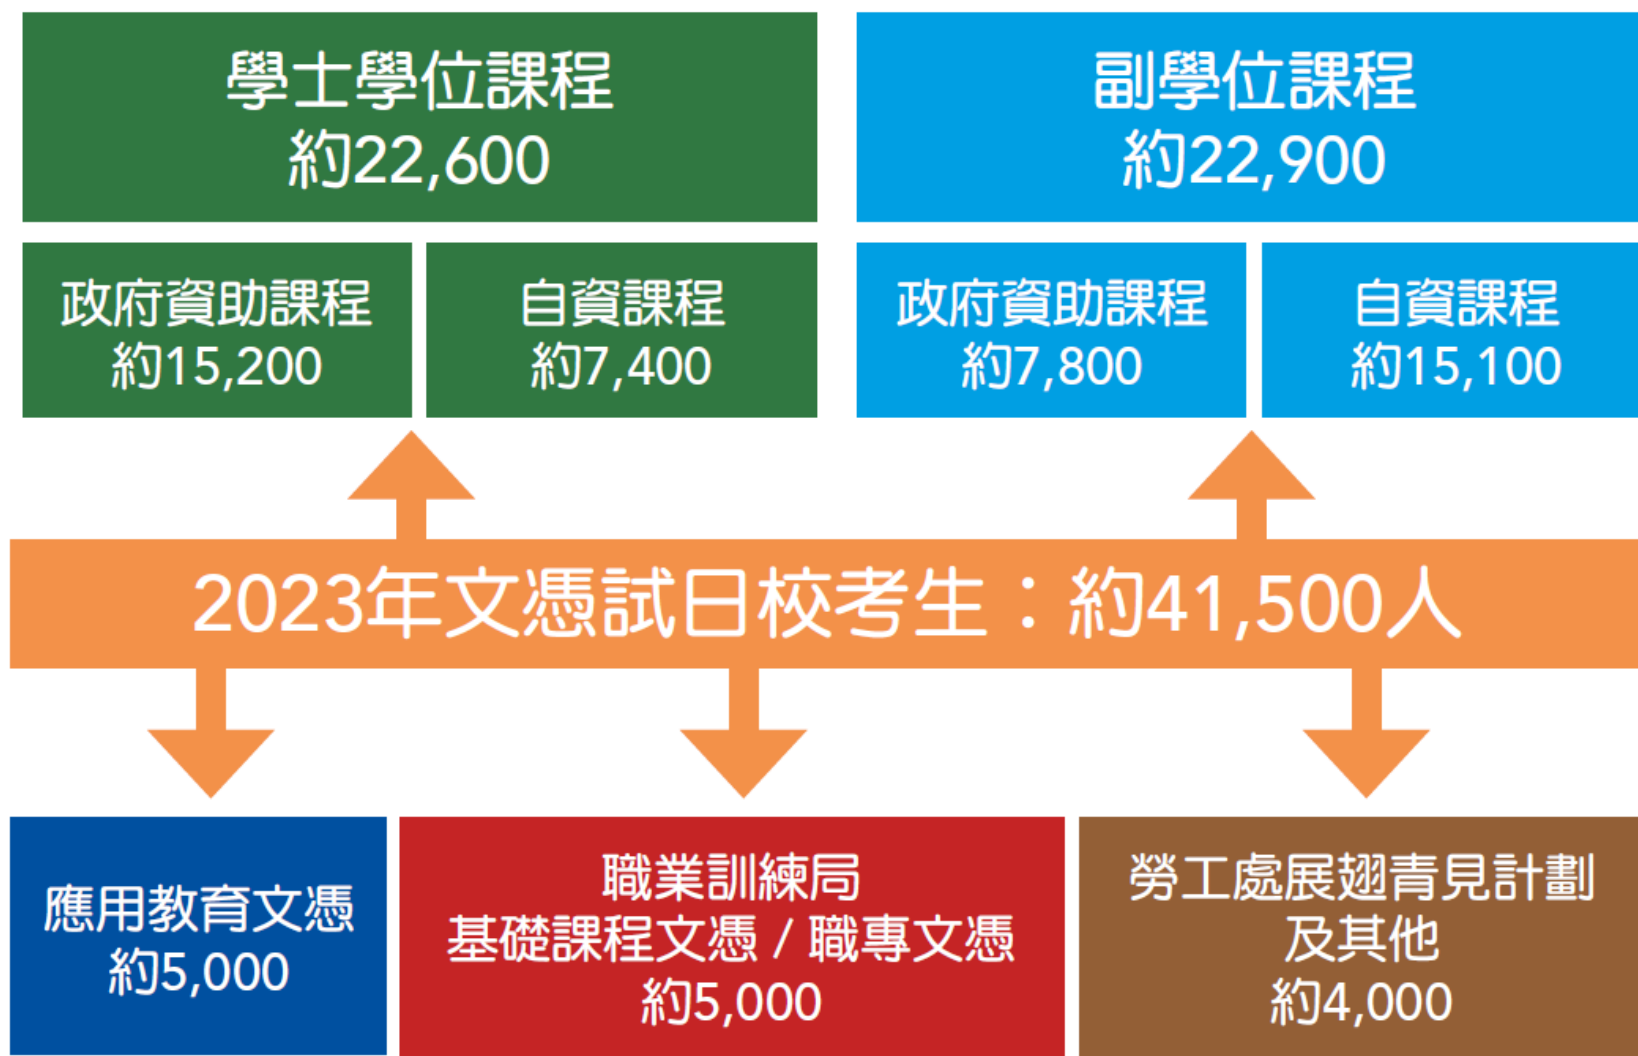 學士學位課程
約22,600
副學位課程
約22,900
政府資助課程
約15,200
自資課程
約7,400
政府資助課程
約7,800
自資課程
約15,100
2023年文憑試日校考生：約41,500人
應用教育文憑
約5,000
職業訓練局
基礎課程文憑 / 職專文憑
約5,000
勞工處展翅青見計劃
及其他
約4,000